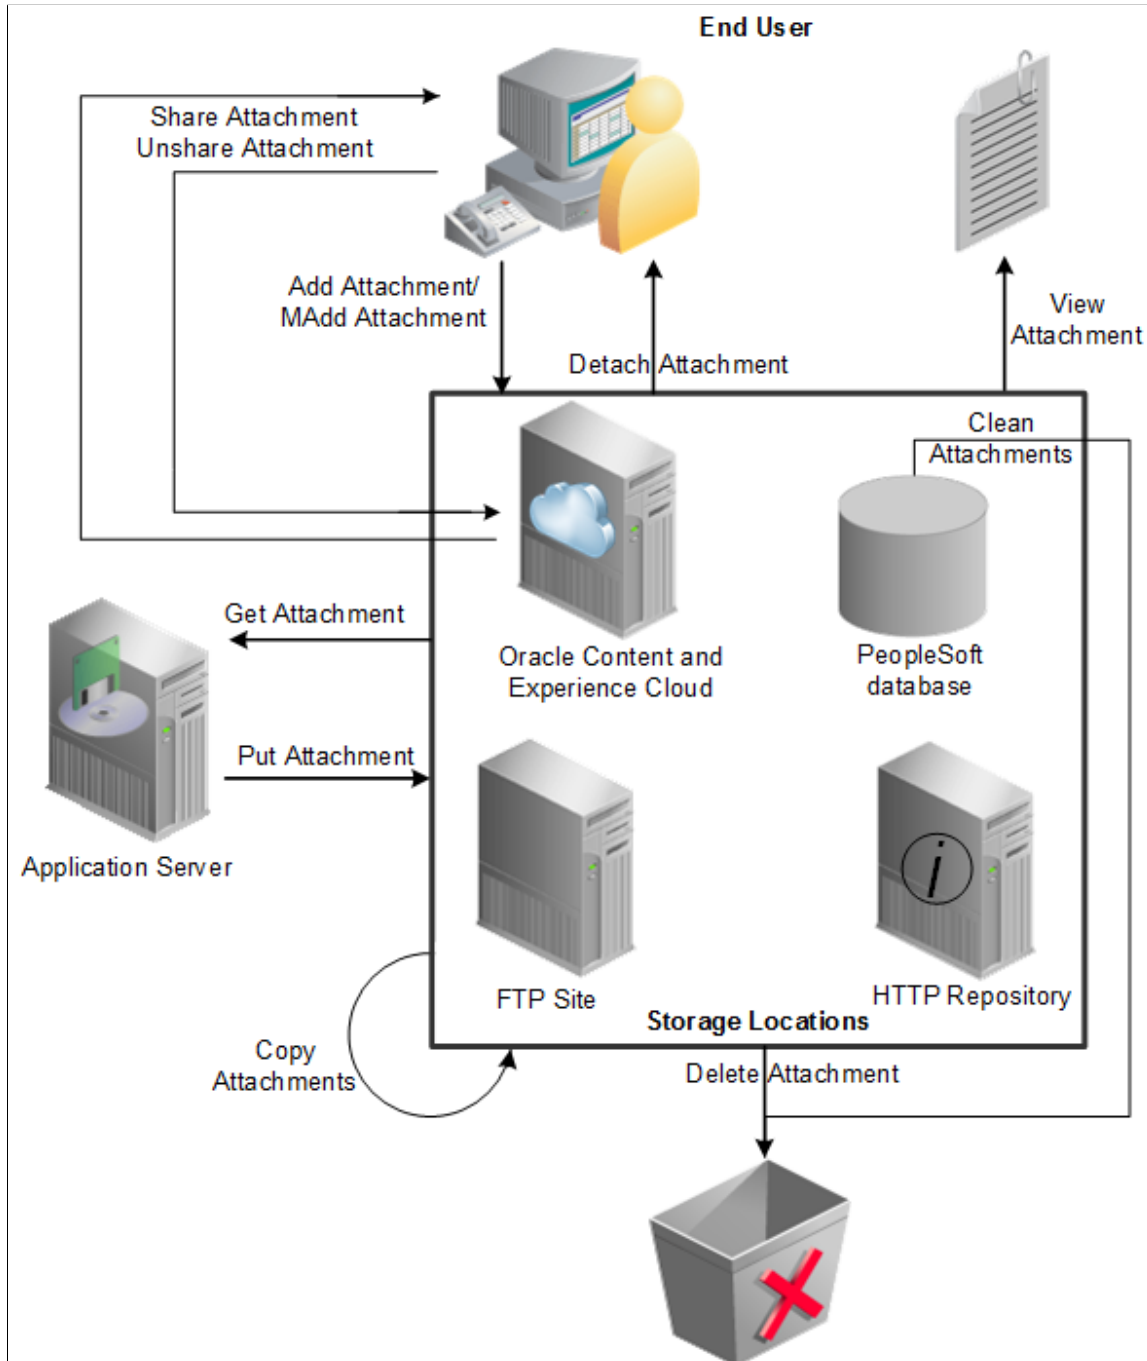 End User
Share Attachment
Unshare Attachment
Add Attachment/
MAdd Attachment
View
Attachment
Detach Attachment
Clean
Attachments
Get Attachment
Oracle Content and
Experience Cloud
PeopleSoft
database
Put Attachment
Application Server
i
FTP Site
HTTP Repository
Storage Locations
Copy
Attachments
Delete Attachment